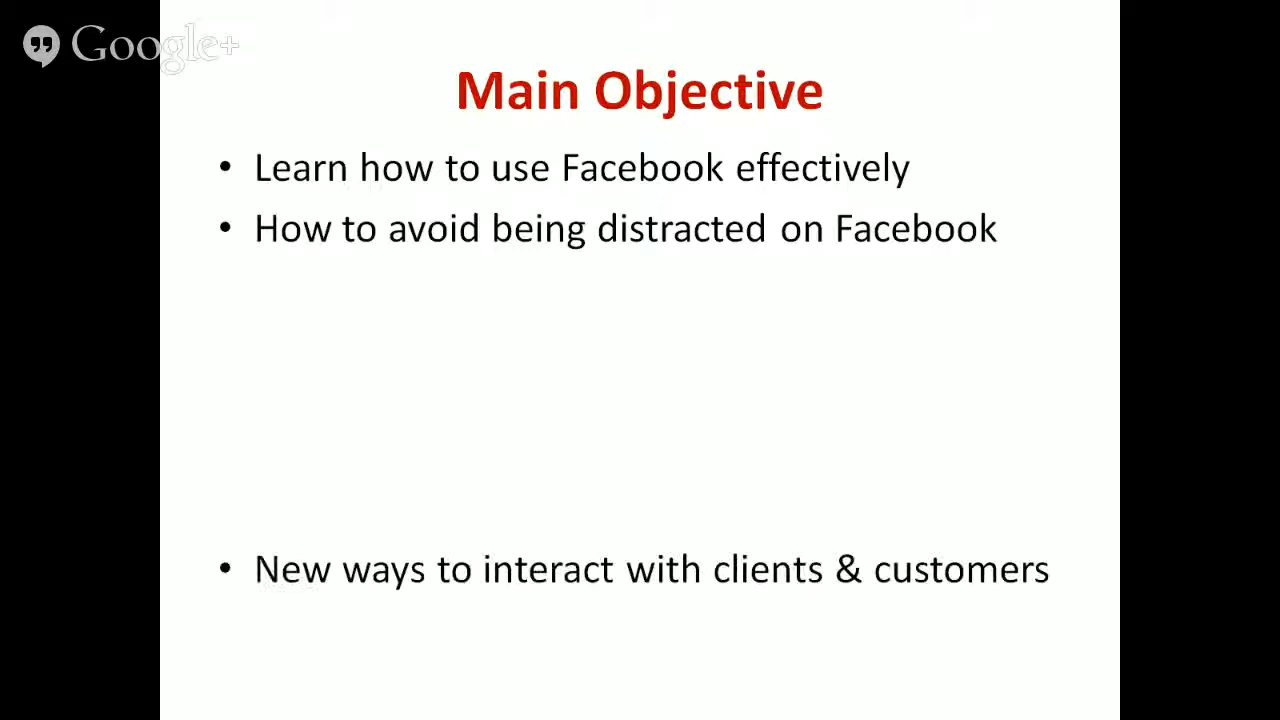 Google+
Main Objective
• Learn how to use Facebook effectively
• How to avoid being distracted on Facebook
• New ways to interact with clients & customers